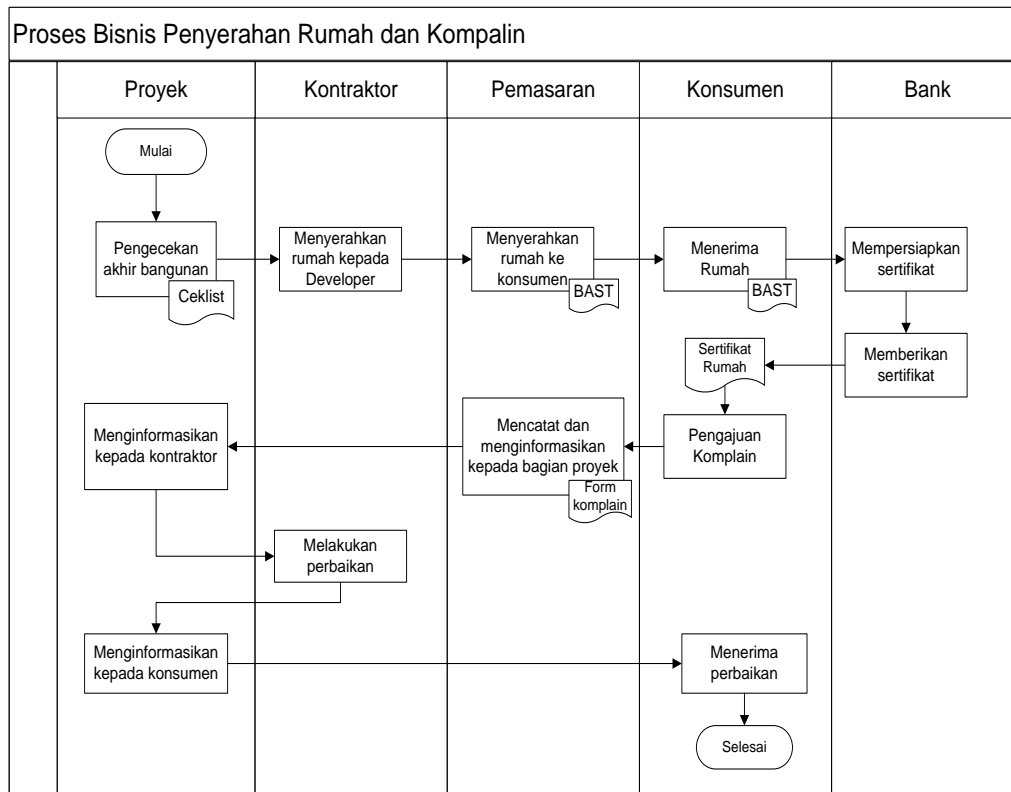 Proses Bisnis Penyerahan Rumah dan Kompalin
Proyek
Kontraktor
Pemasaran
Konsumen
Bank
Mulai
Pengecekan
akhir bangunan
Ceklist
Menyerahkan
rumah kepada
Developer
Menyerahkan
rumah ke
konsumen
BAST
Menerima
Rumah
BAST
Mempersiapkan
sertifikat
Memberikan
sertifikat
Sertifikat
Rumah
Pengajuan
Komplain
Mencatat dan
menginformasikan
kepada bagian proyek
Form
komplain
Menginformasikan
kepada kontraktor
Melakukan
perbaikan
Menginformasikan
kepada konsumen
Menerima
perbaikan
Selesai